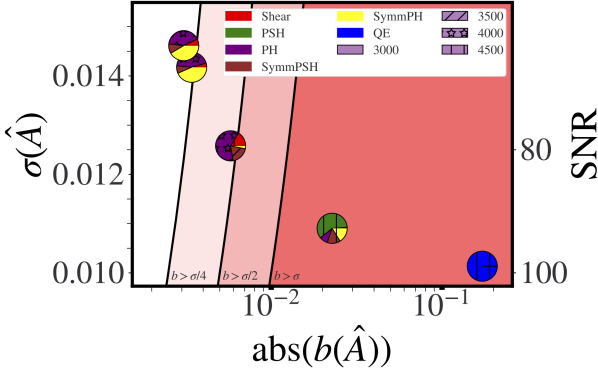 Shear SymmPH 3500
PSH QE 4000
PH 3000 4500
SymmPSH
0.014
0.012
0.010
σ(Â)
80
100
SNR
b > σ/4 b > σ/2 b > σ
10⁻² 10⁻¹
abs(b(Â))